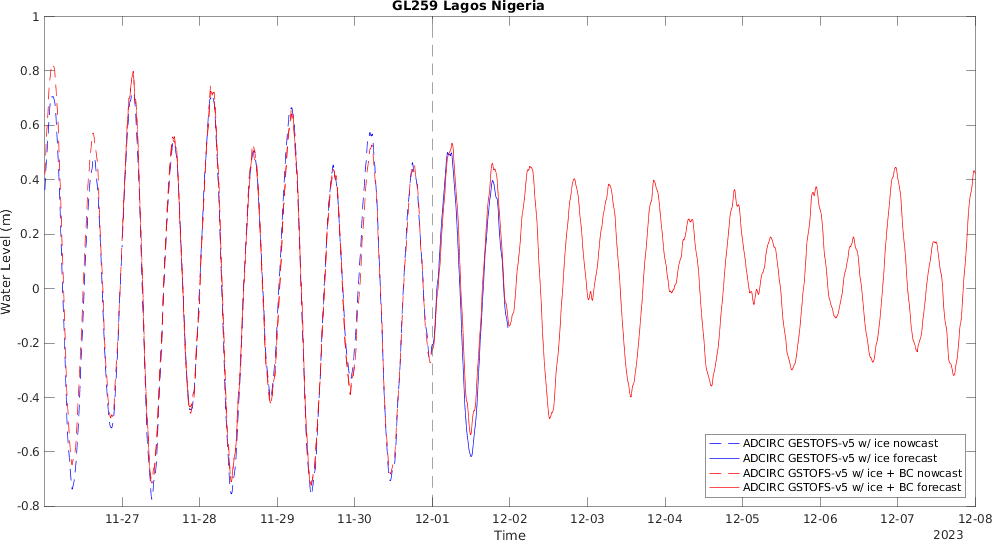 GL259 Lagos Nigeria
Water Level (m)
1
0.8
0.6
0.4
0.2
0
-0.2
-0.4
-0.6
-0.8
ADCIRC GESTOFS-v5 w/ ice nowcast
ADCIRC GESTOFS-v5 w/ ice forecast
ADCIRC GSTOFS-v5 w/ ice + BC nowcast
ADCIRC GSTOFS-v5 w/ ice + BC forecast
11-27 11-28 11-29 11-30 12-01 12-02 12-03 12-04 12-05 12-06 12-07 12-08
Time
2023